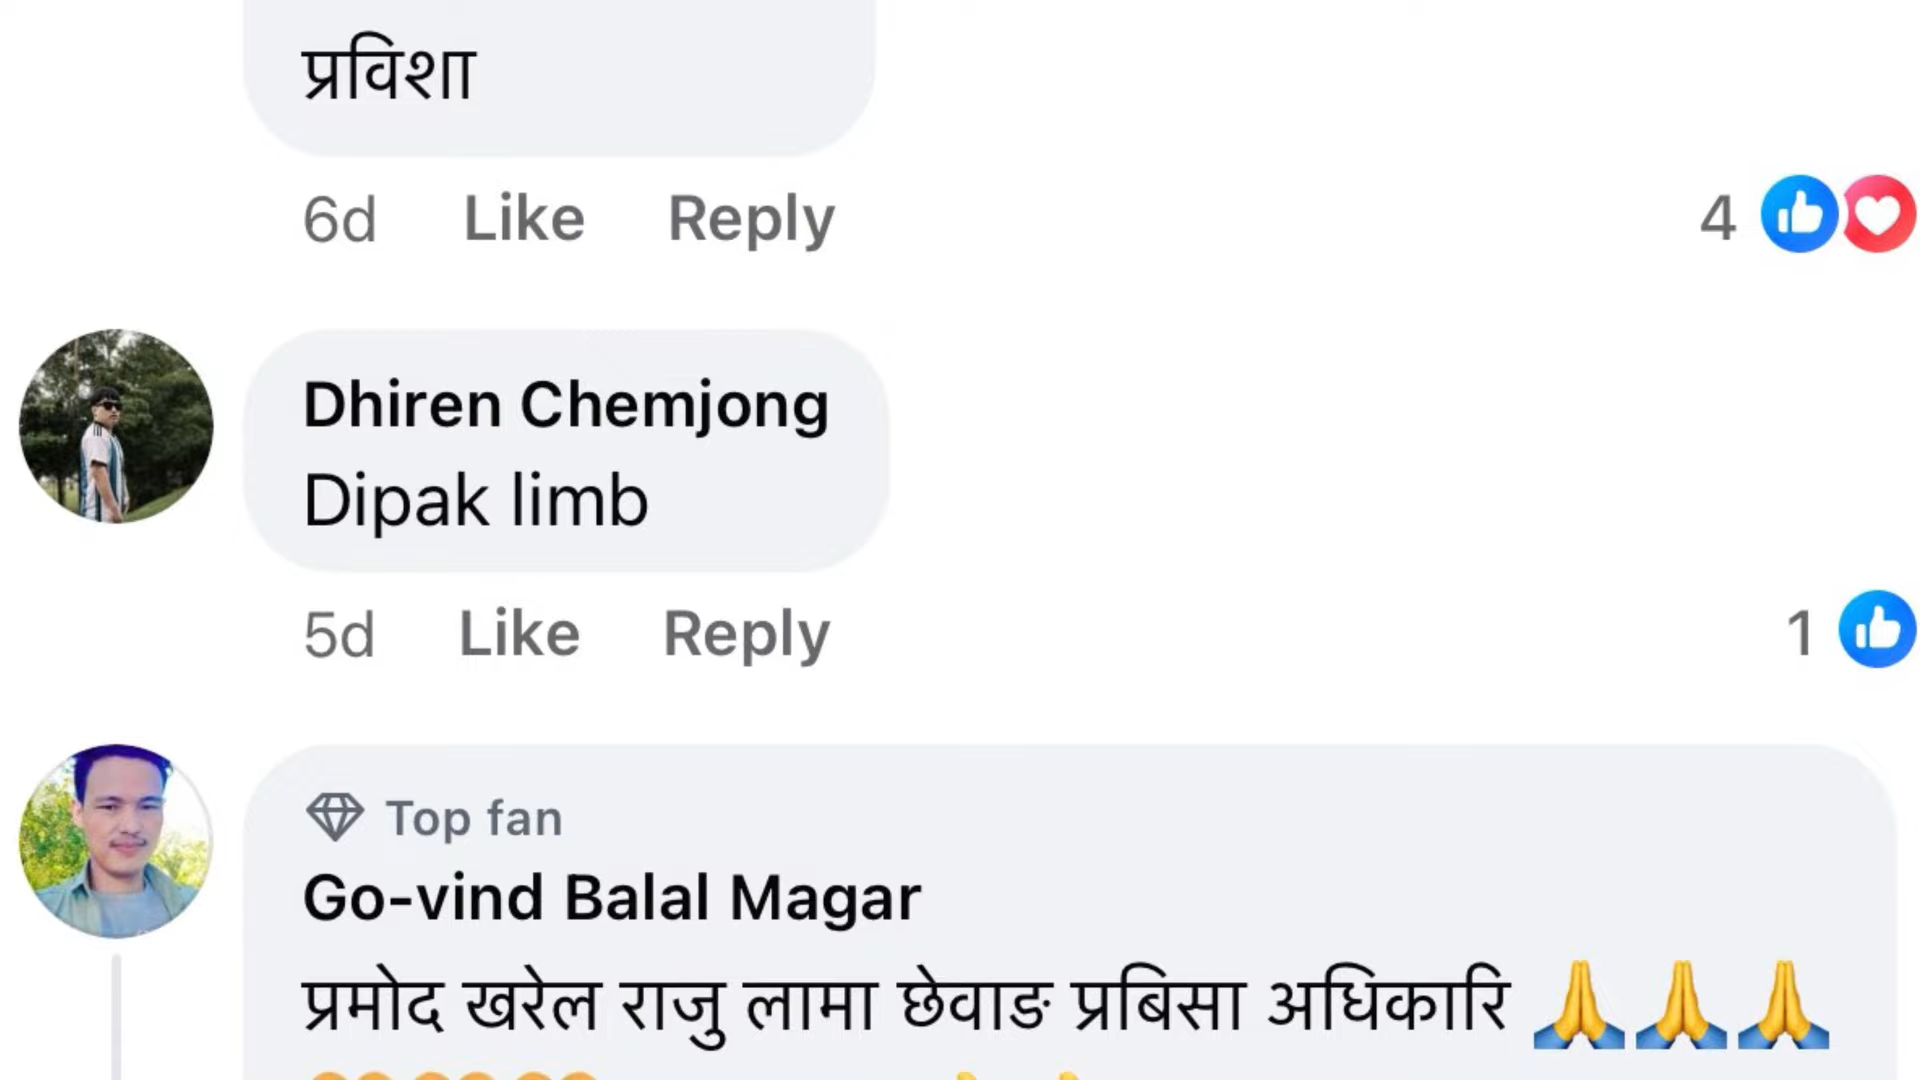 प्रविशा
6d Like Reply 4
Dhiren Chemjong
Dipak limb
5d Like Reply 1
Top fan
Go-vind Balal Magar
प्रमोद खरेल राजु लामा छेवाङ प्रबिसा अधिकारि 🙏🙏🙏